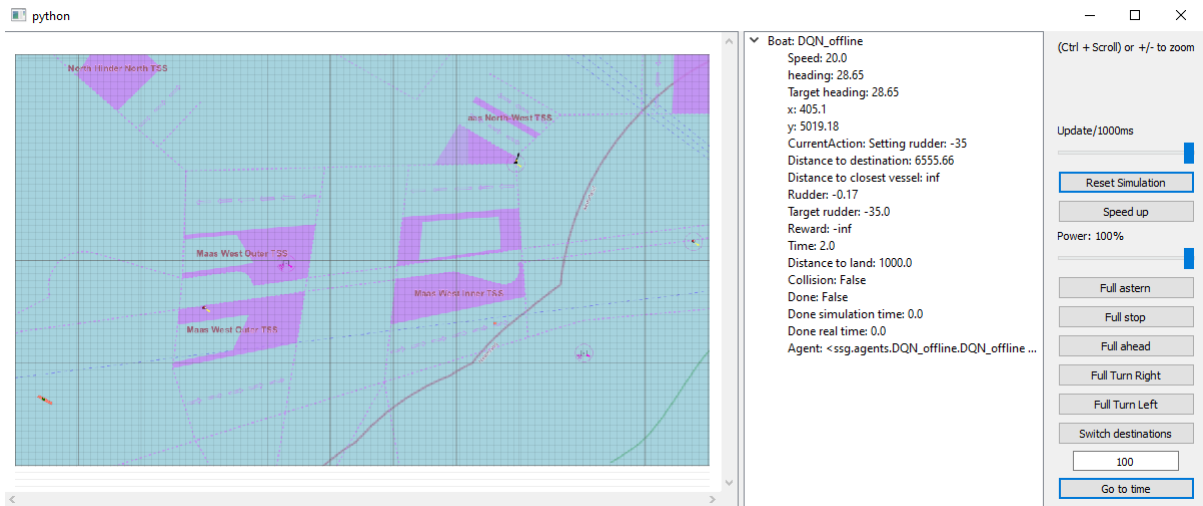 python
North Hinder North TSS
aas North-West TSS
Maas West Outer TSS
Maas West Inner TSS
Maas West Outer TSS
Boat: DQN_offline
Speed: 20.0
heading: 28.65
Target heading: 28.65
x: 405.1
y: 5019.18
CurrentAction: Setting rudder: -35
Distance to destination: 6555.66
Distance to closest vessel: inf
Rudder: -0.17
Target rudder: -35.0
Reward: -inf
Time: 2.0
Distance to land: 1000.0
Collision: False
Done: False
Done simulation time: 0.0
Done real time: 0.0
Agent: <ssg.agents.DQN_offline.DQN_offline ...
(Ctrl + Scroll) or +/- to zoom
Update/1000ms
Reset Simulation
Speed up
Power: 100%
Full astern
Full stop
Full ahead
Full Turn Right
Full Turn Left
Switch destinations
100
Go to time